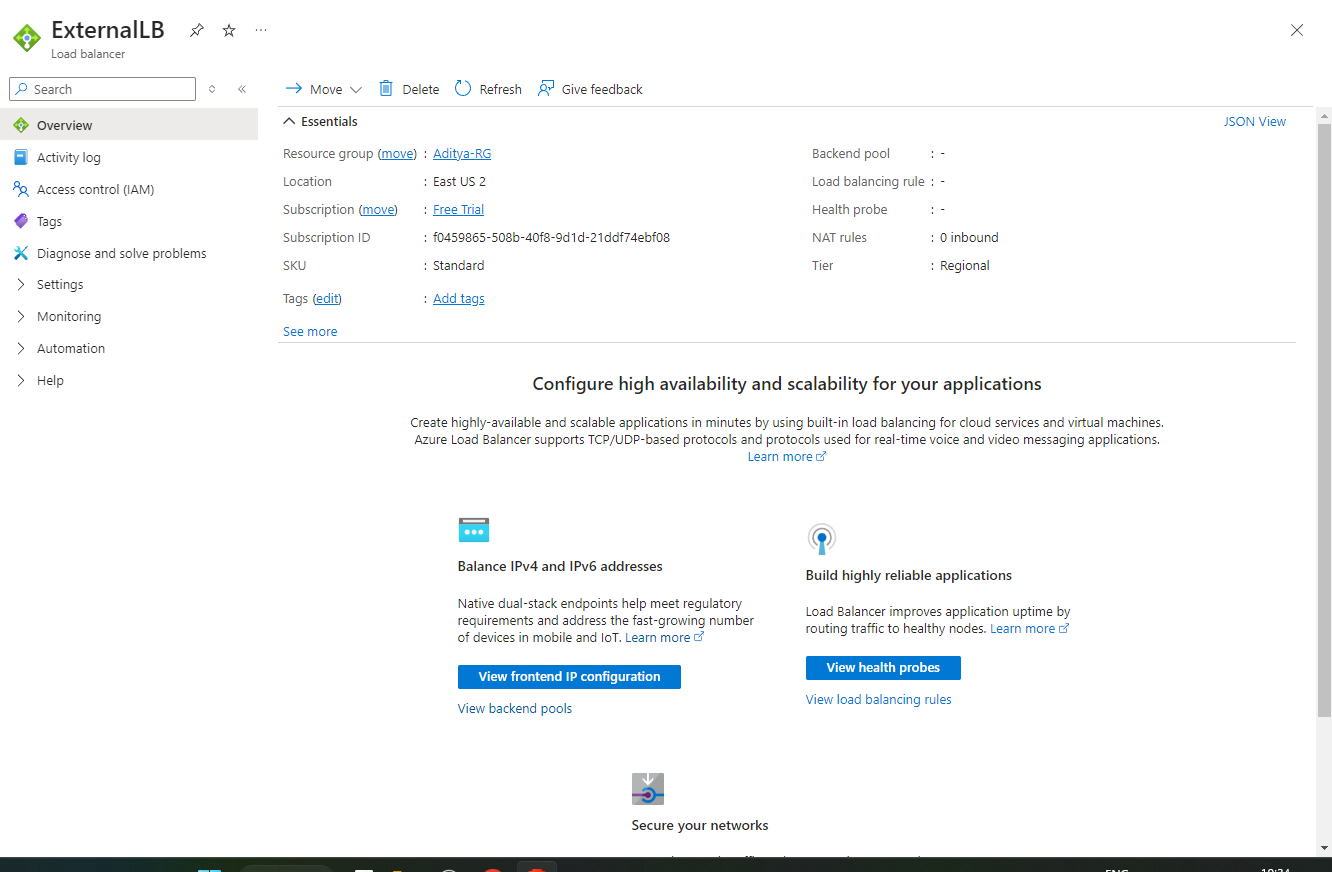 ExternalLB
Load balancer
Search
Overview
Activity log
Access control (IAM)
Tags
Diagnose and solve problems
Settings
Monitoring
Automation
Help
Move Delete Refresh Give feedback
Essentials
JSON View
Resource group (move) : Aditya-RG
Location : East US 2
Subscription (move) : Free Trial
Subscription ID : f0459865-508b-40f8-9d1d-21ddf74ebf08
SKU : Standard
Tags (edit) : Add tags
See more
Backend pool : -
Load balancing rule : -
Health probe : -
NAT rules : 0 inbound
Tier : Regional
Configure high availability and scalability for your applications
Create highly-available and scalable applications in minutes by using built-in load balancing for cloud services and virtual machines.
Azure Load Balancer supports TCP/UDP-based protocols and protocols used for real-time voice and video messaging applications.
Learn more
Balance IPv4 and IPv6 addresses
Native dual-stack endpoints help meet regulatory
requirements and address the fast-growing number
of devices in mobile and IoT. Learn more
View frontend IP configuration
View backend pools
Build highly reliable applications
Load Balancer improves application uptime by
routing traffic to healthy nodes. Learn more
View health probes
View load balancing rules
Secure your networks